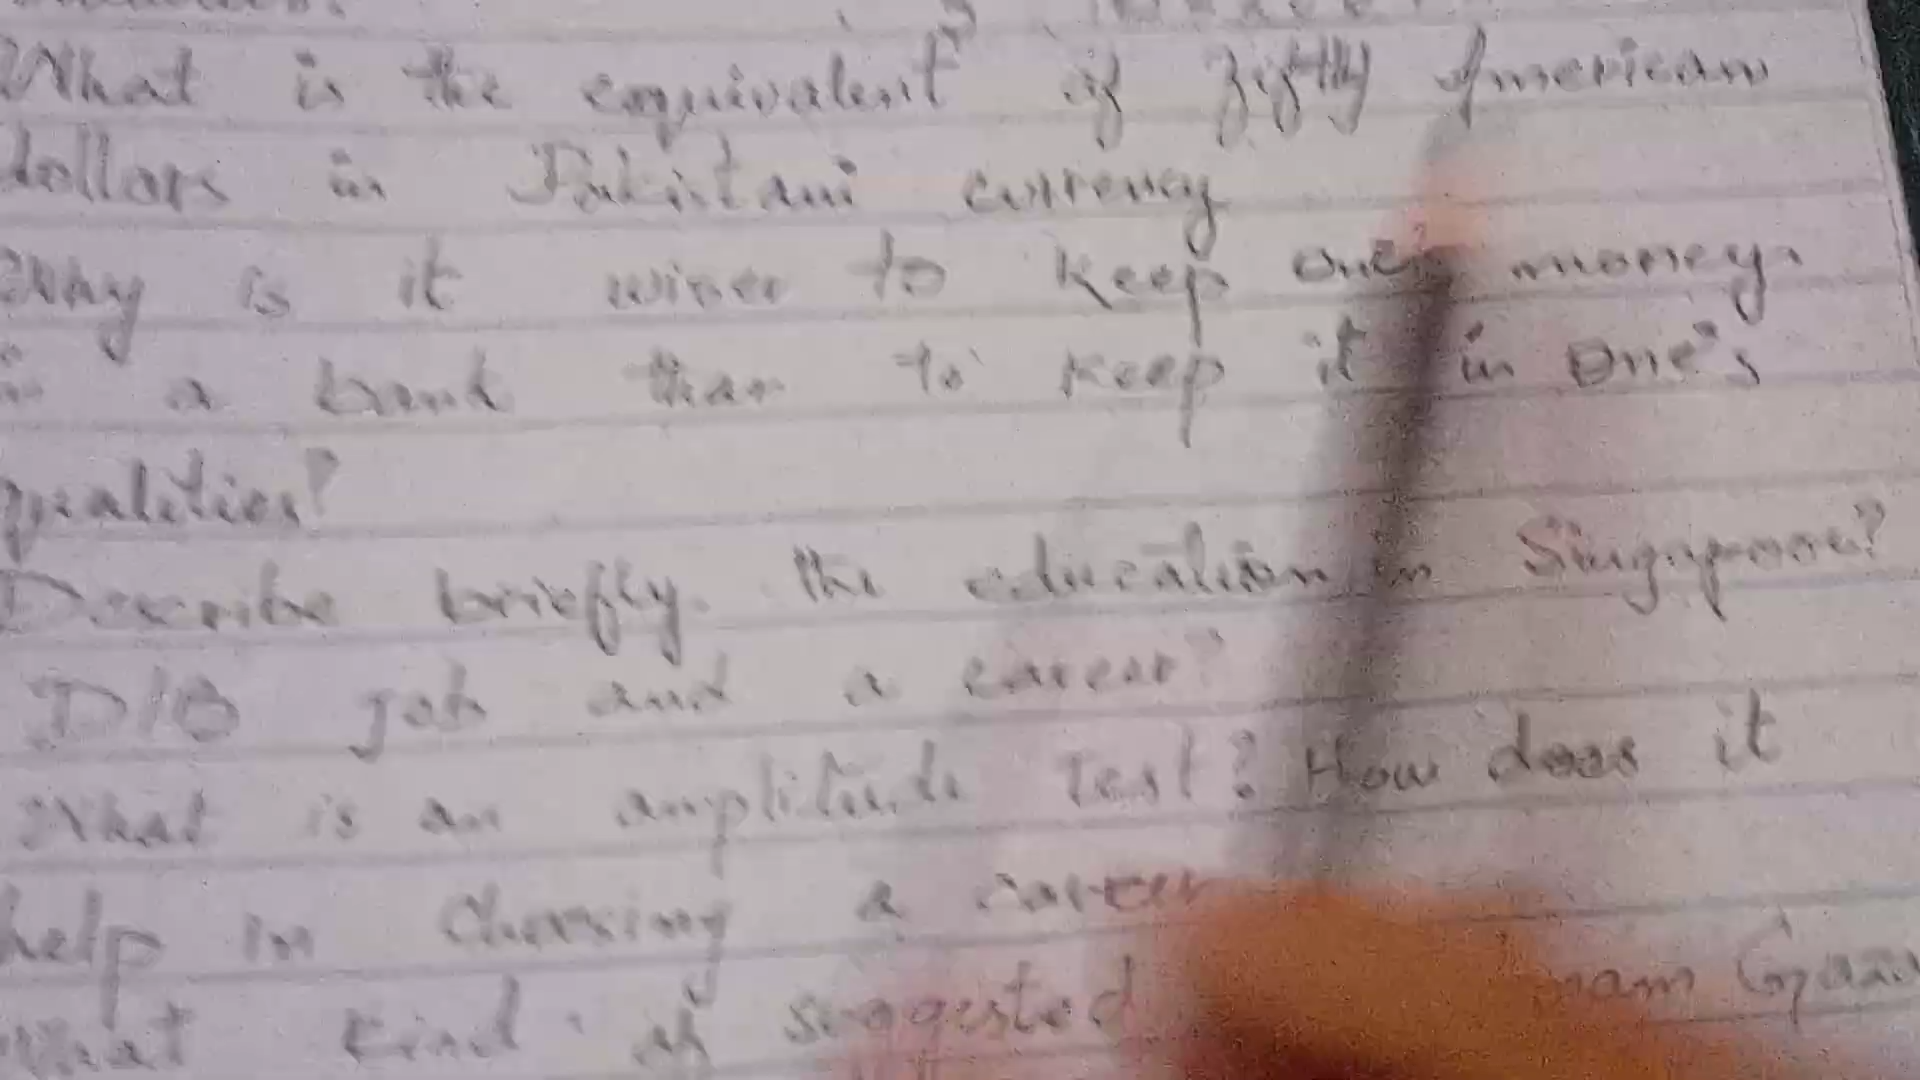 What is the equivalent of fifty American
dollars in Pakistani currency
Why is it wiser to keep one's money
in a bank than to keep it in one's
qualities?
Describe briefly. the education in Singapore?
D/B job and a career?
What is an amplitude Test? How does it
help in choosing a career
What kind of suggested